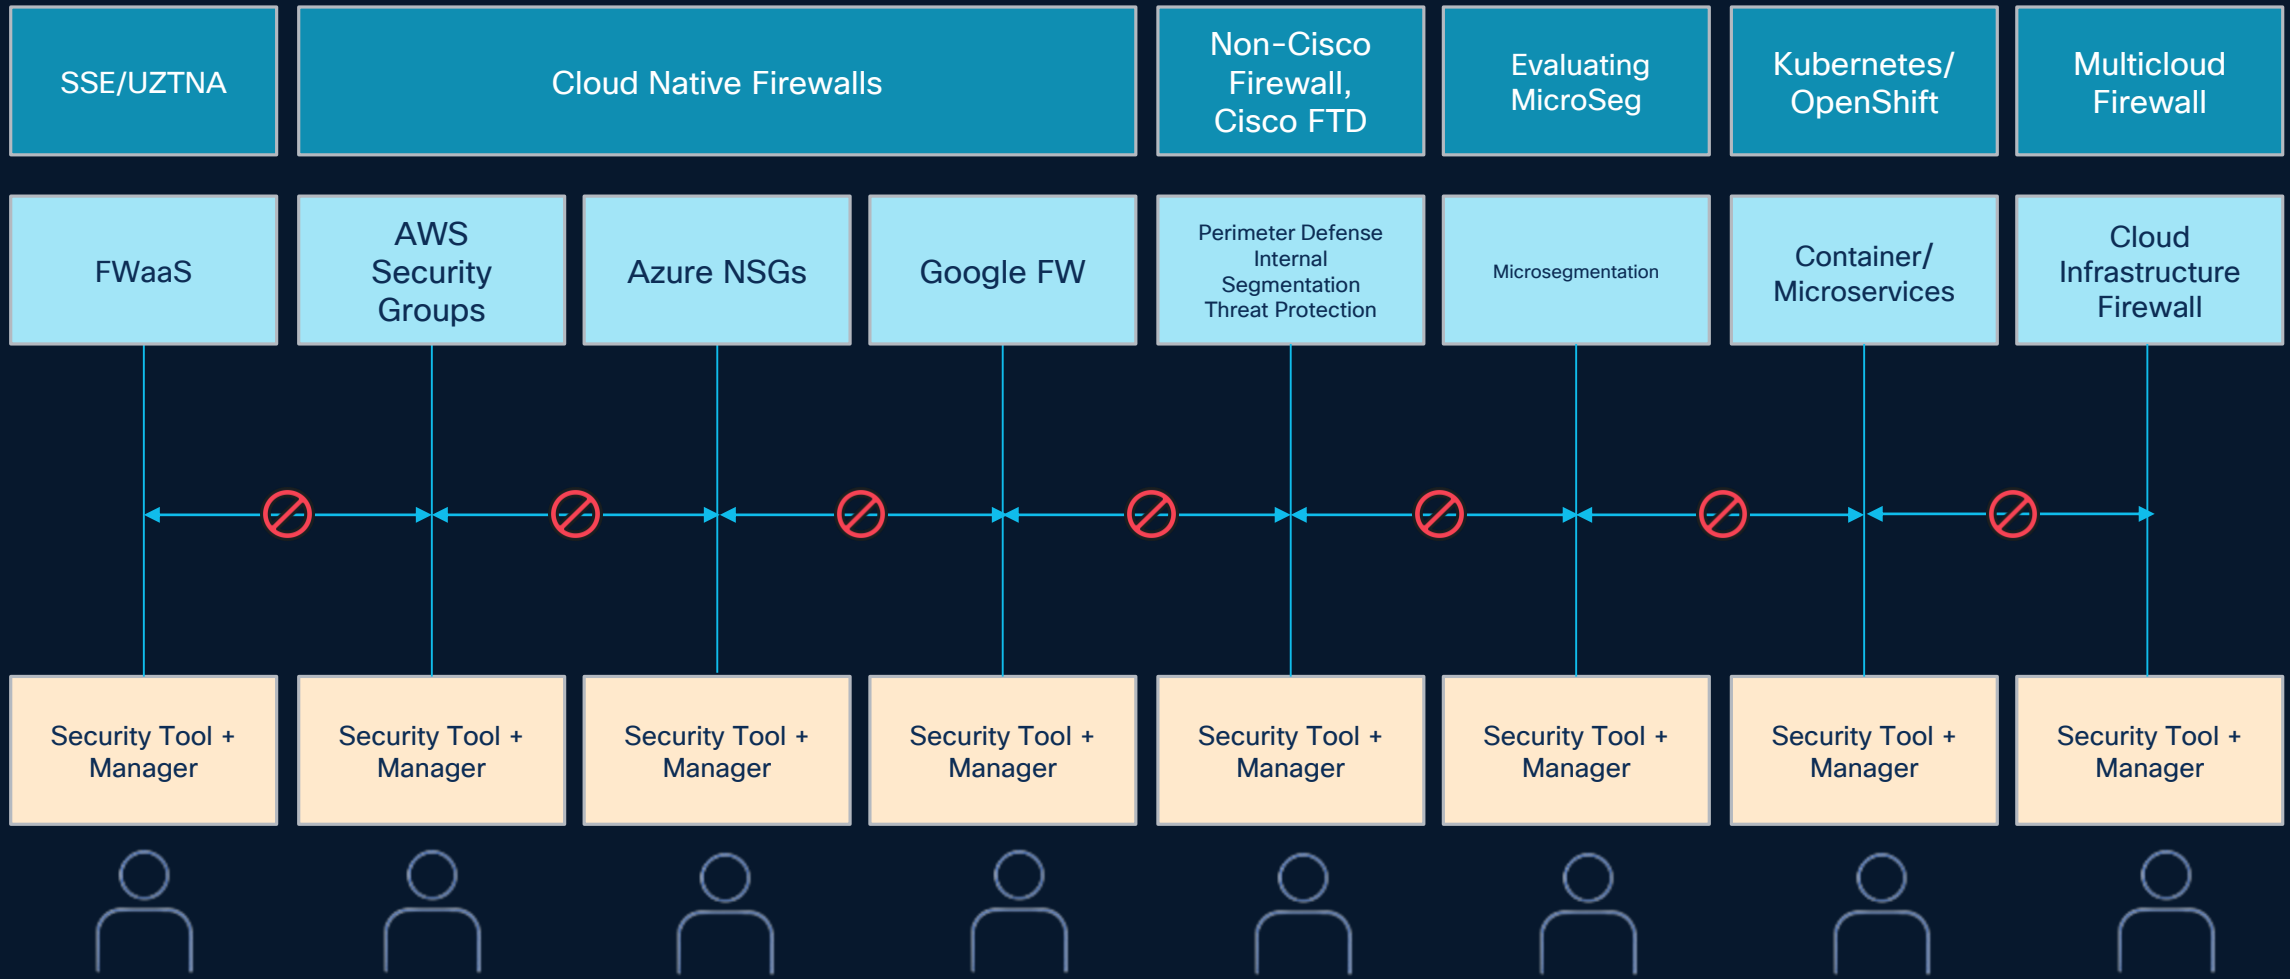 SSE/UZTNA
Cloud Native Firewalls
Non-Cisco
Firewall,
Cisco FTD
Evaluating
MicroSeg
Kubernetes/
OpenShift
Multicloud
Firewall
FWaaS
AWS
Security
Groups
Azure NSGs
Google FW
Perimeter Defense
Internal
Segmentation
Threat Protection
Microsegmentation
Container/
Microservices
Cloud
Infrastructure
Firewall
Security Tool +
Manager
Security Tool +
Manager
Security Tool +
Manager
Security Tool +
Manager
Security Tool +
Manager
Security Tool +
Manager
Security Tool +
Manager
Security Tool +
Manager